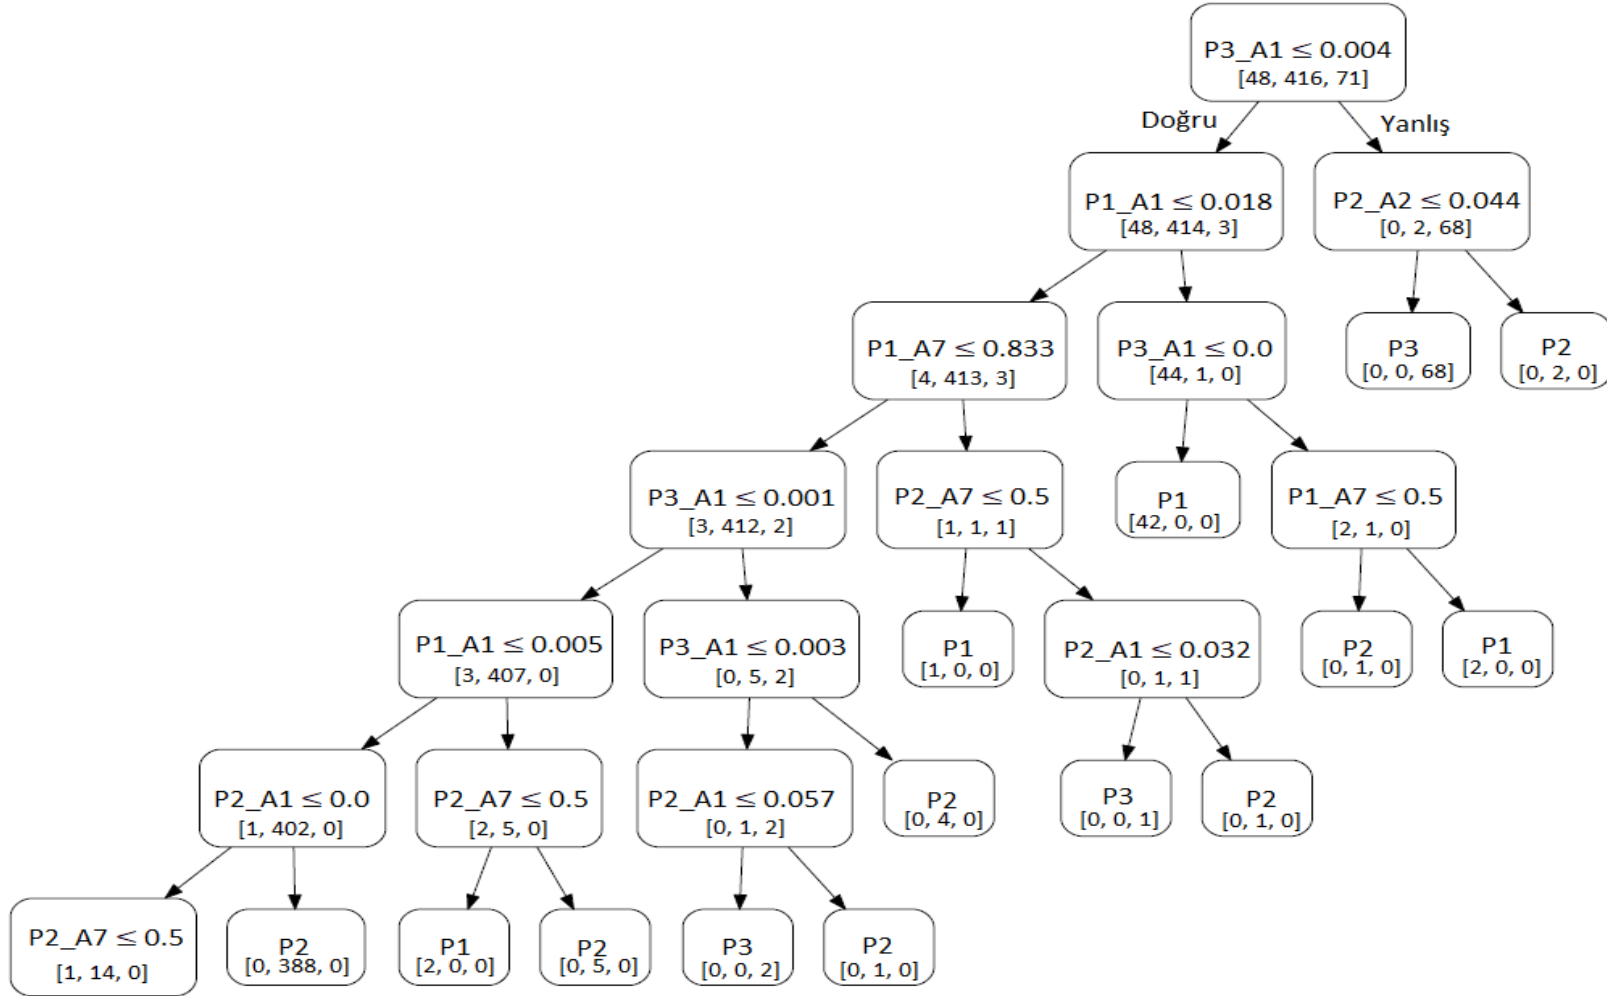 P3_A1 ≤ 0.004
[48, 416, 71]
Doğru
Yanlış
P1_A1 ≤ 0.018
[48, 414, 3]
P2_A2 ≤ 0.044
[0, 2, 68]
P1_A7 ≤ 0.833
[4, 413, 3]
P3_A1 ≤ 0.0
[44, 1, 0]
P3
[0, 0, 68]
P2
[0, 2, 0]
P3_A1 ≤ 0.001
[3, 412, 2]
P2_A7 ≤ 0.5
[1, 1, 1]
P1
[42, 0, 0]
P1_A7 ≤ 0.5
[2, 1, 0]
P1_A1 ≤ 0.005
[3, 407, 0]
P3_A1 ≤ 0.003
[0, 5, 2]
P1
[1, 0, 0]
P2_A1 ≤ 0.032
[0, 1, 1]
P2
[0, 1, 0]
P1
[2, 0, 0]
P2_A1 ≤ 0.0
[1, 402, 0]
P2_A7 ≤ 0.5
[2, 5, 0]
P2_A1 ≤ 0.057
[0, 1, 2]
P2
[0, 4, 0]
P3
[0, 0, 1]
P2
[0, 1, 0]
P2_A7 ≤ 0.5
[1, 14, 0]
P2
[0, 388, 0]
P1
[2, 0, 0]
P2
[0, 5, 0]
P3
[0, 0, 2]
P2
[0, 1, 0]